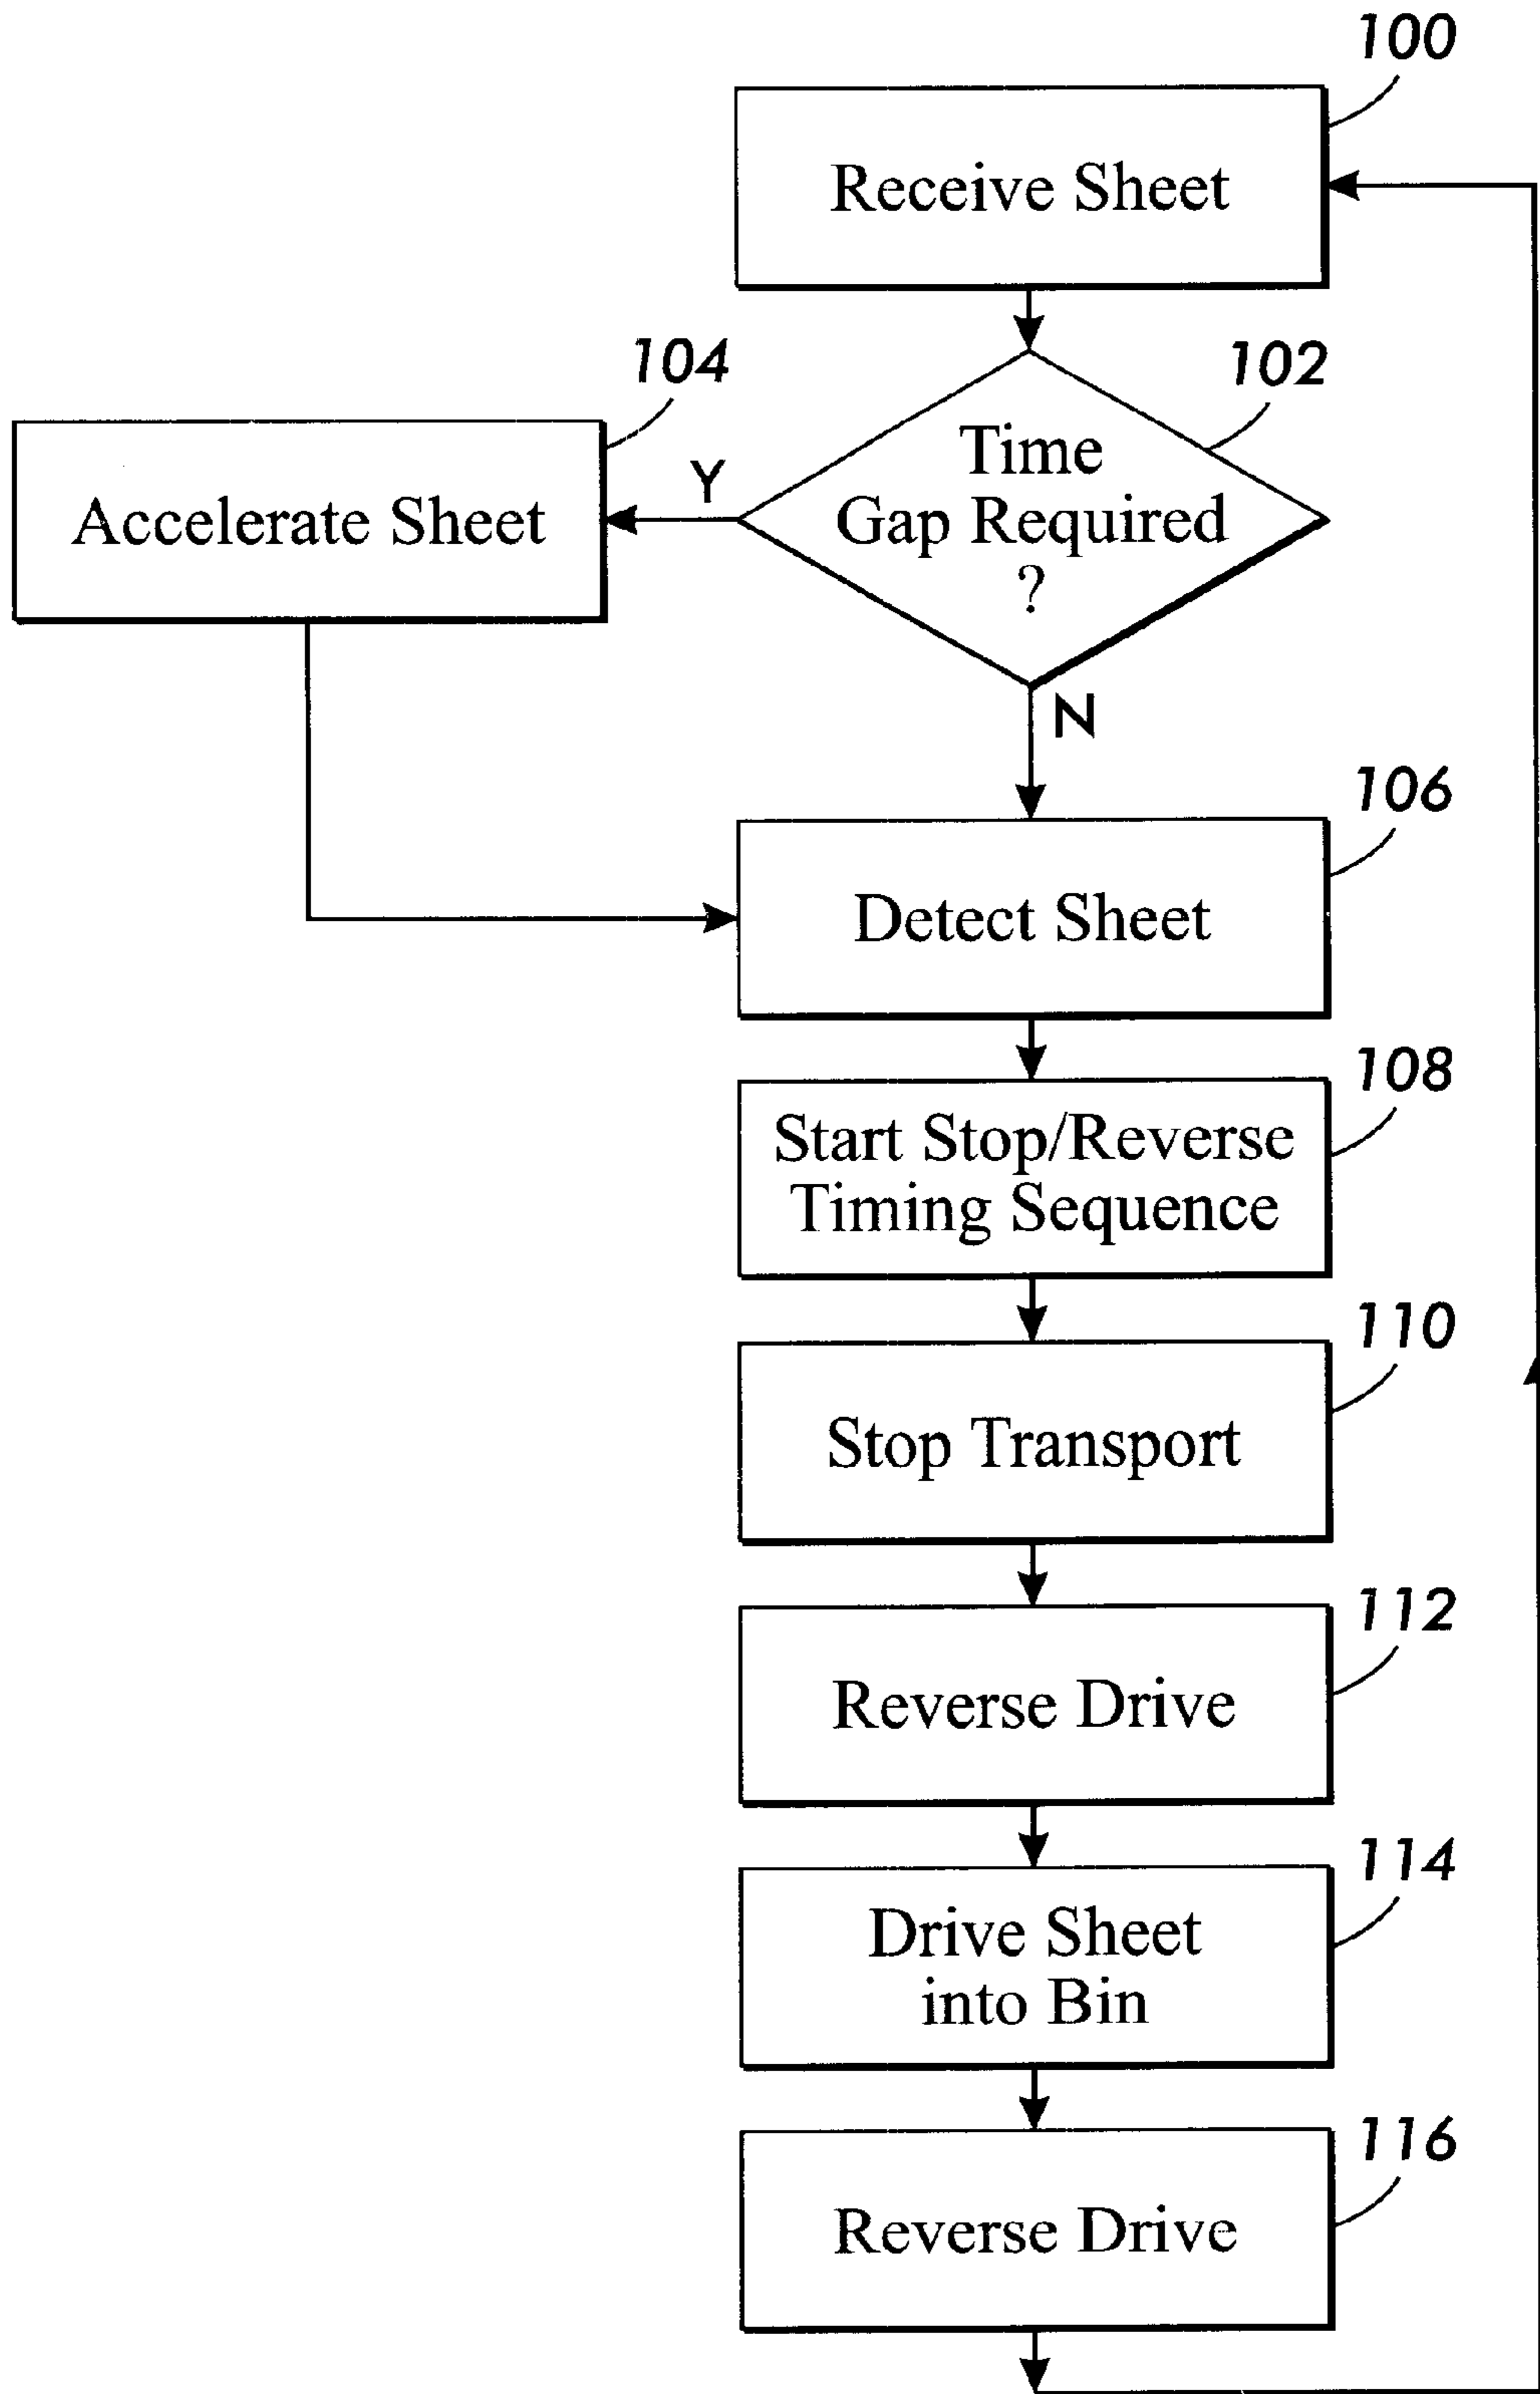 100
Receive Sheet
104
102
Time
Gap Required
?
Y
Accelerate Sheet
N
106
Detect Sheet
108
Start Stop/Reverse
Timing Sequence
110
Stop Transport
112
Reverse Drive
114
Drive Sheet
into Bin
116
Reverse Drive